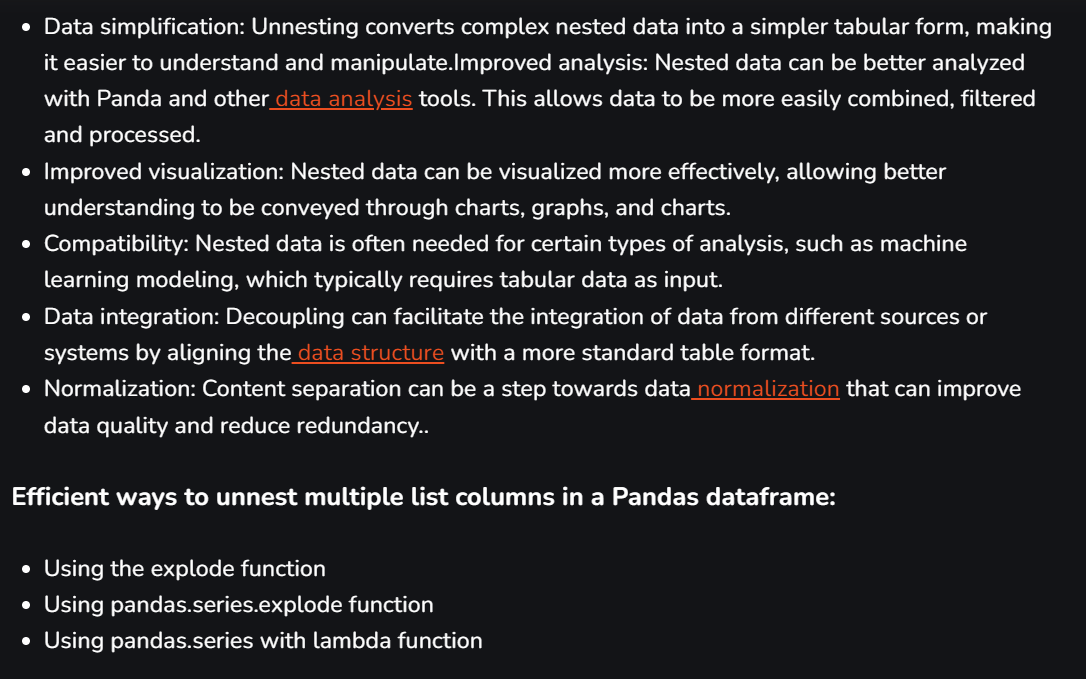 • Data simplification: Unnesting converts complex nested data into a simpler tabular form, making
it easier to understand and manipulate.Improved analysis: Nested data can be better analyzed
with Panda and other data analysis tools. This allows data to be more easily combined, filtered
and processed.
• Improved visualization: Nested data can be visualized more effectively, allowing better
understanding to be conveyed through charts, graphs, and charts.
• Compatibility: Nested data is often needed for certain types of analysis, such as machine
learning modeling, which typically requires tabular data as input.
• Data integration: Decoupling can facilitate the integration of data from different sources or
systems by aligning the data structure with a more standard table format.
• Normalization: Content separation can be a step towards data normalization that can improve
data quality and reduce redundancy..
Efficient ways to unnest multiple list columns in a Pandas dataframe:
• Using the explode function
• Using pandas.series.explode function
• Using pandas.series with lambda function